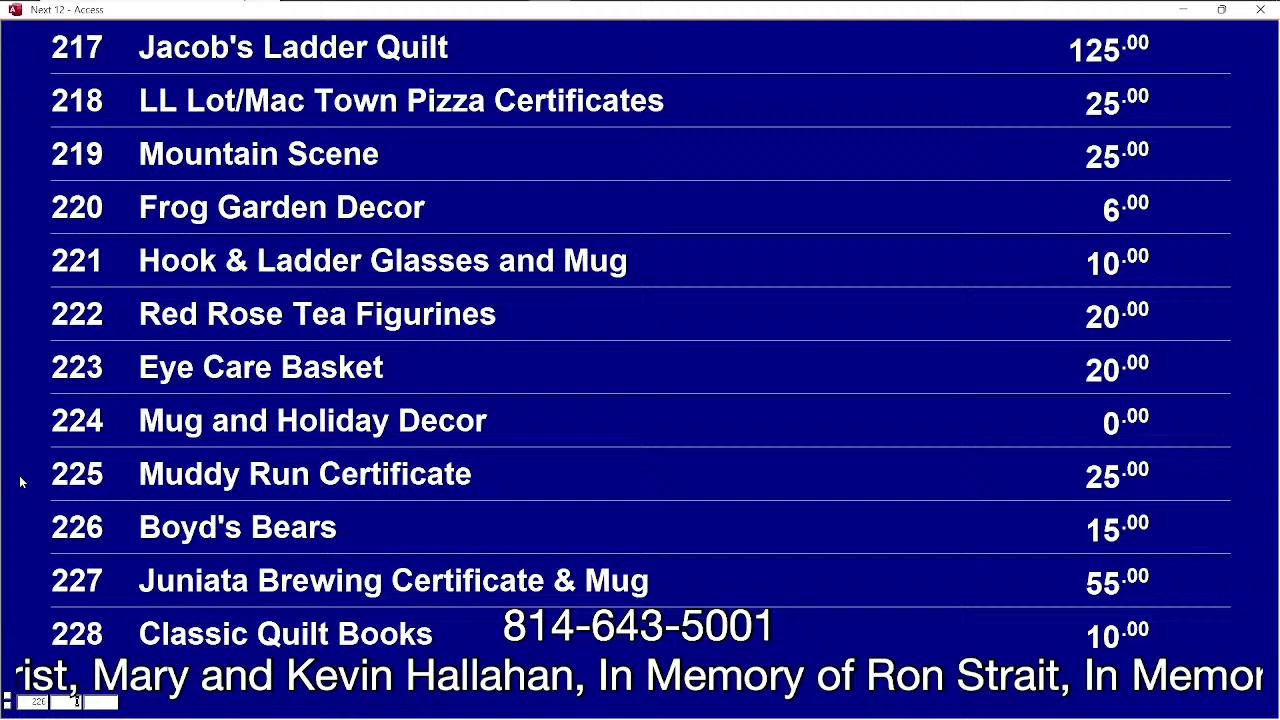 Next 12 - Access
217 Jacob's Ladder Quilt 125.00
218 LL Lot/Mac Town Pizza Certificates 25.00
219 Mountain Scene 25.00
220 Frog Garden Decor 6.00
221 Hook & Ladder Glasses and Mug 10.00
222 Red Rose Tea Figurines 20.00
223 Eye Care Basket 20.00
224 Mug and Holiday Decor 0.00
225 Muddy Run Certificate 25.00
226 Boyd's Bears 15.00
227 Juniata Brewing Certificate & Mug 55.00
228 Classic Quilt Books 10.00
814-643-5001
rist, Mary and Kevin Hallahan, In Memory of Ron Strait, In Memor
226